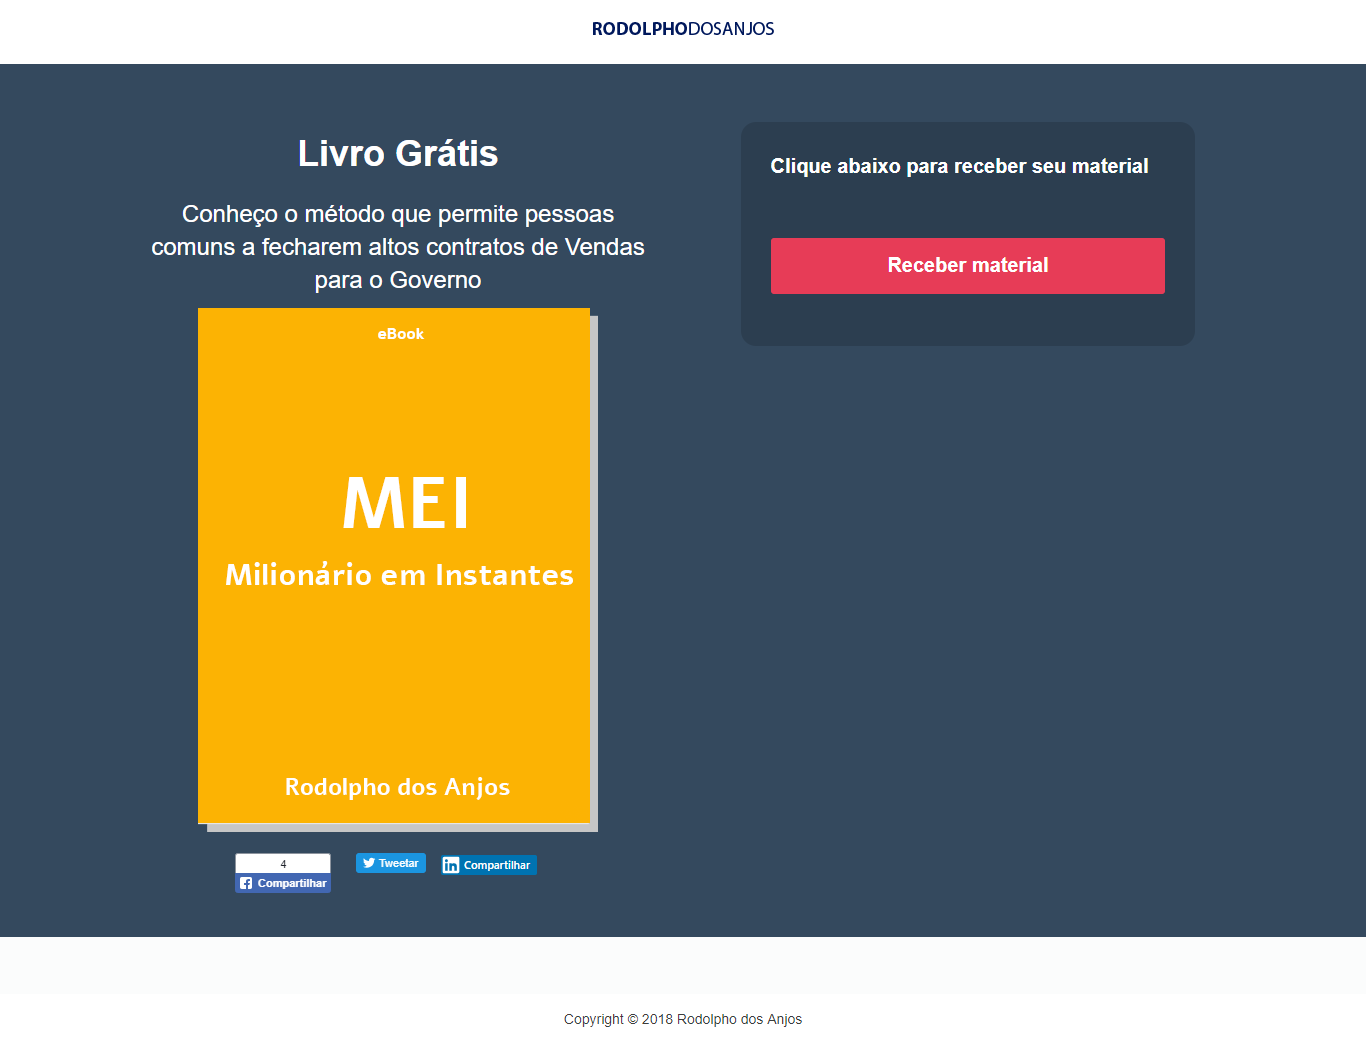 RODOLPHODOSANJOS
Livro Grátis
Conheço o método que permite pessoas
comuns a fecharem altos contratos de Vendas
para o Governo
eBook
MEI
Milionário em Instantes
Rodolpho dos Anjos
4
Compartilhar
Tweetar
Compartilhar
Clique abaixo para receber seu material
Receber material
Copyright © 2018 Rodolpho dos Anjos